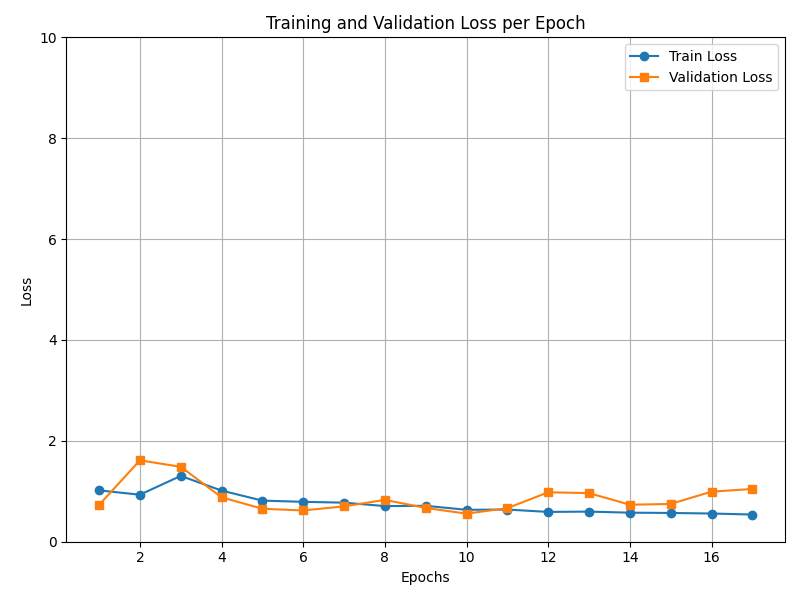 Training and Validation Loss per Epoch
10
8
6
4
2
0
Loss
Train Loss
Validation Loss
2 4 6 8 10 12 14 16
Epochs